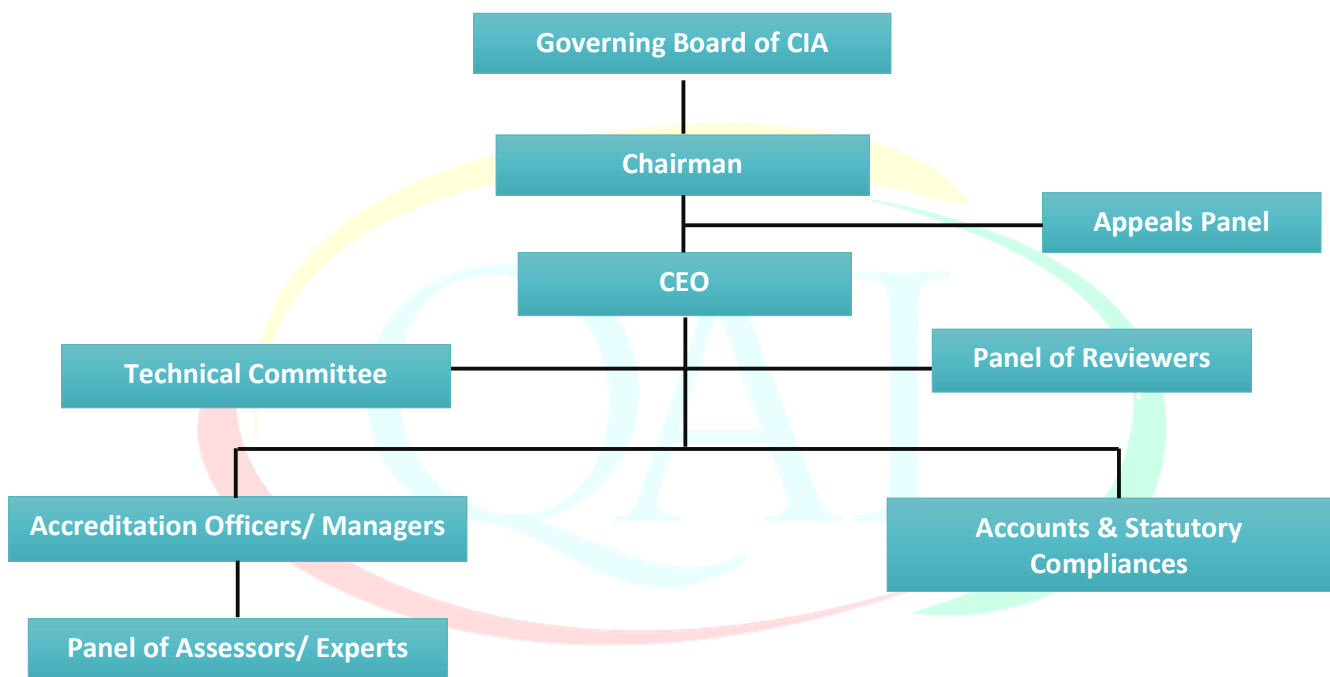 Governing Board of CIA
Chairman
Appeals Panel
CEO
Technical Committee
Panel of Reviewers
QAI
Accreditation Officers/ Managers
Accounts & Statutory
Compliances
Panel of Assessors/ Experts